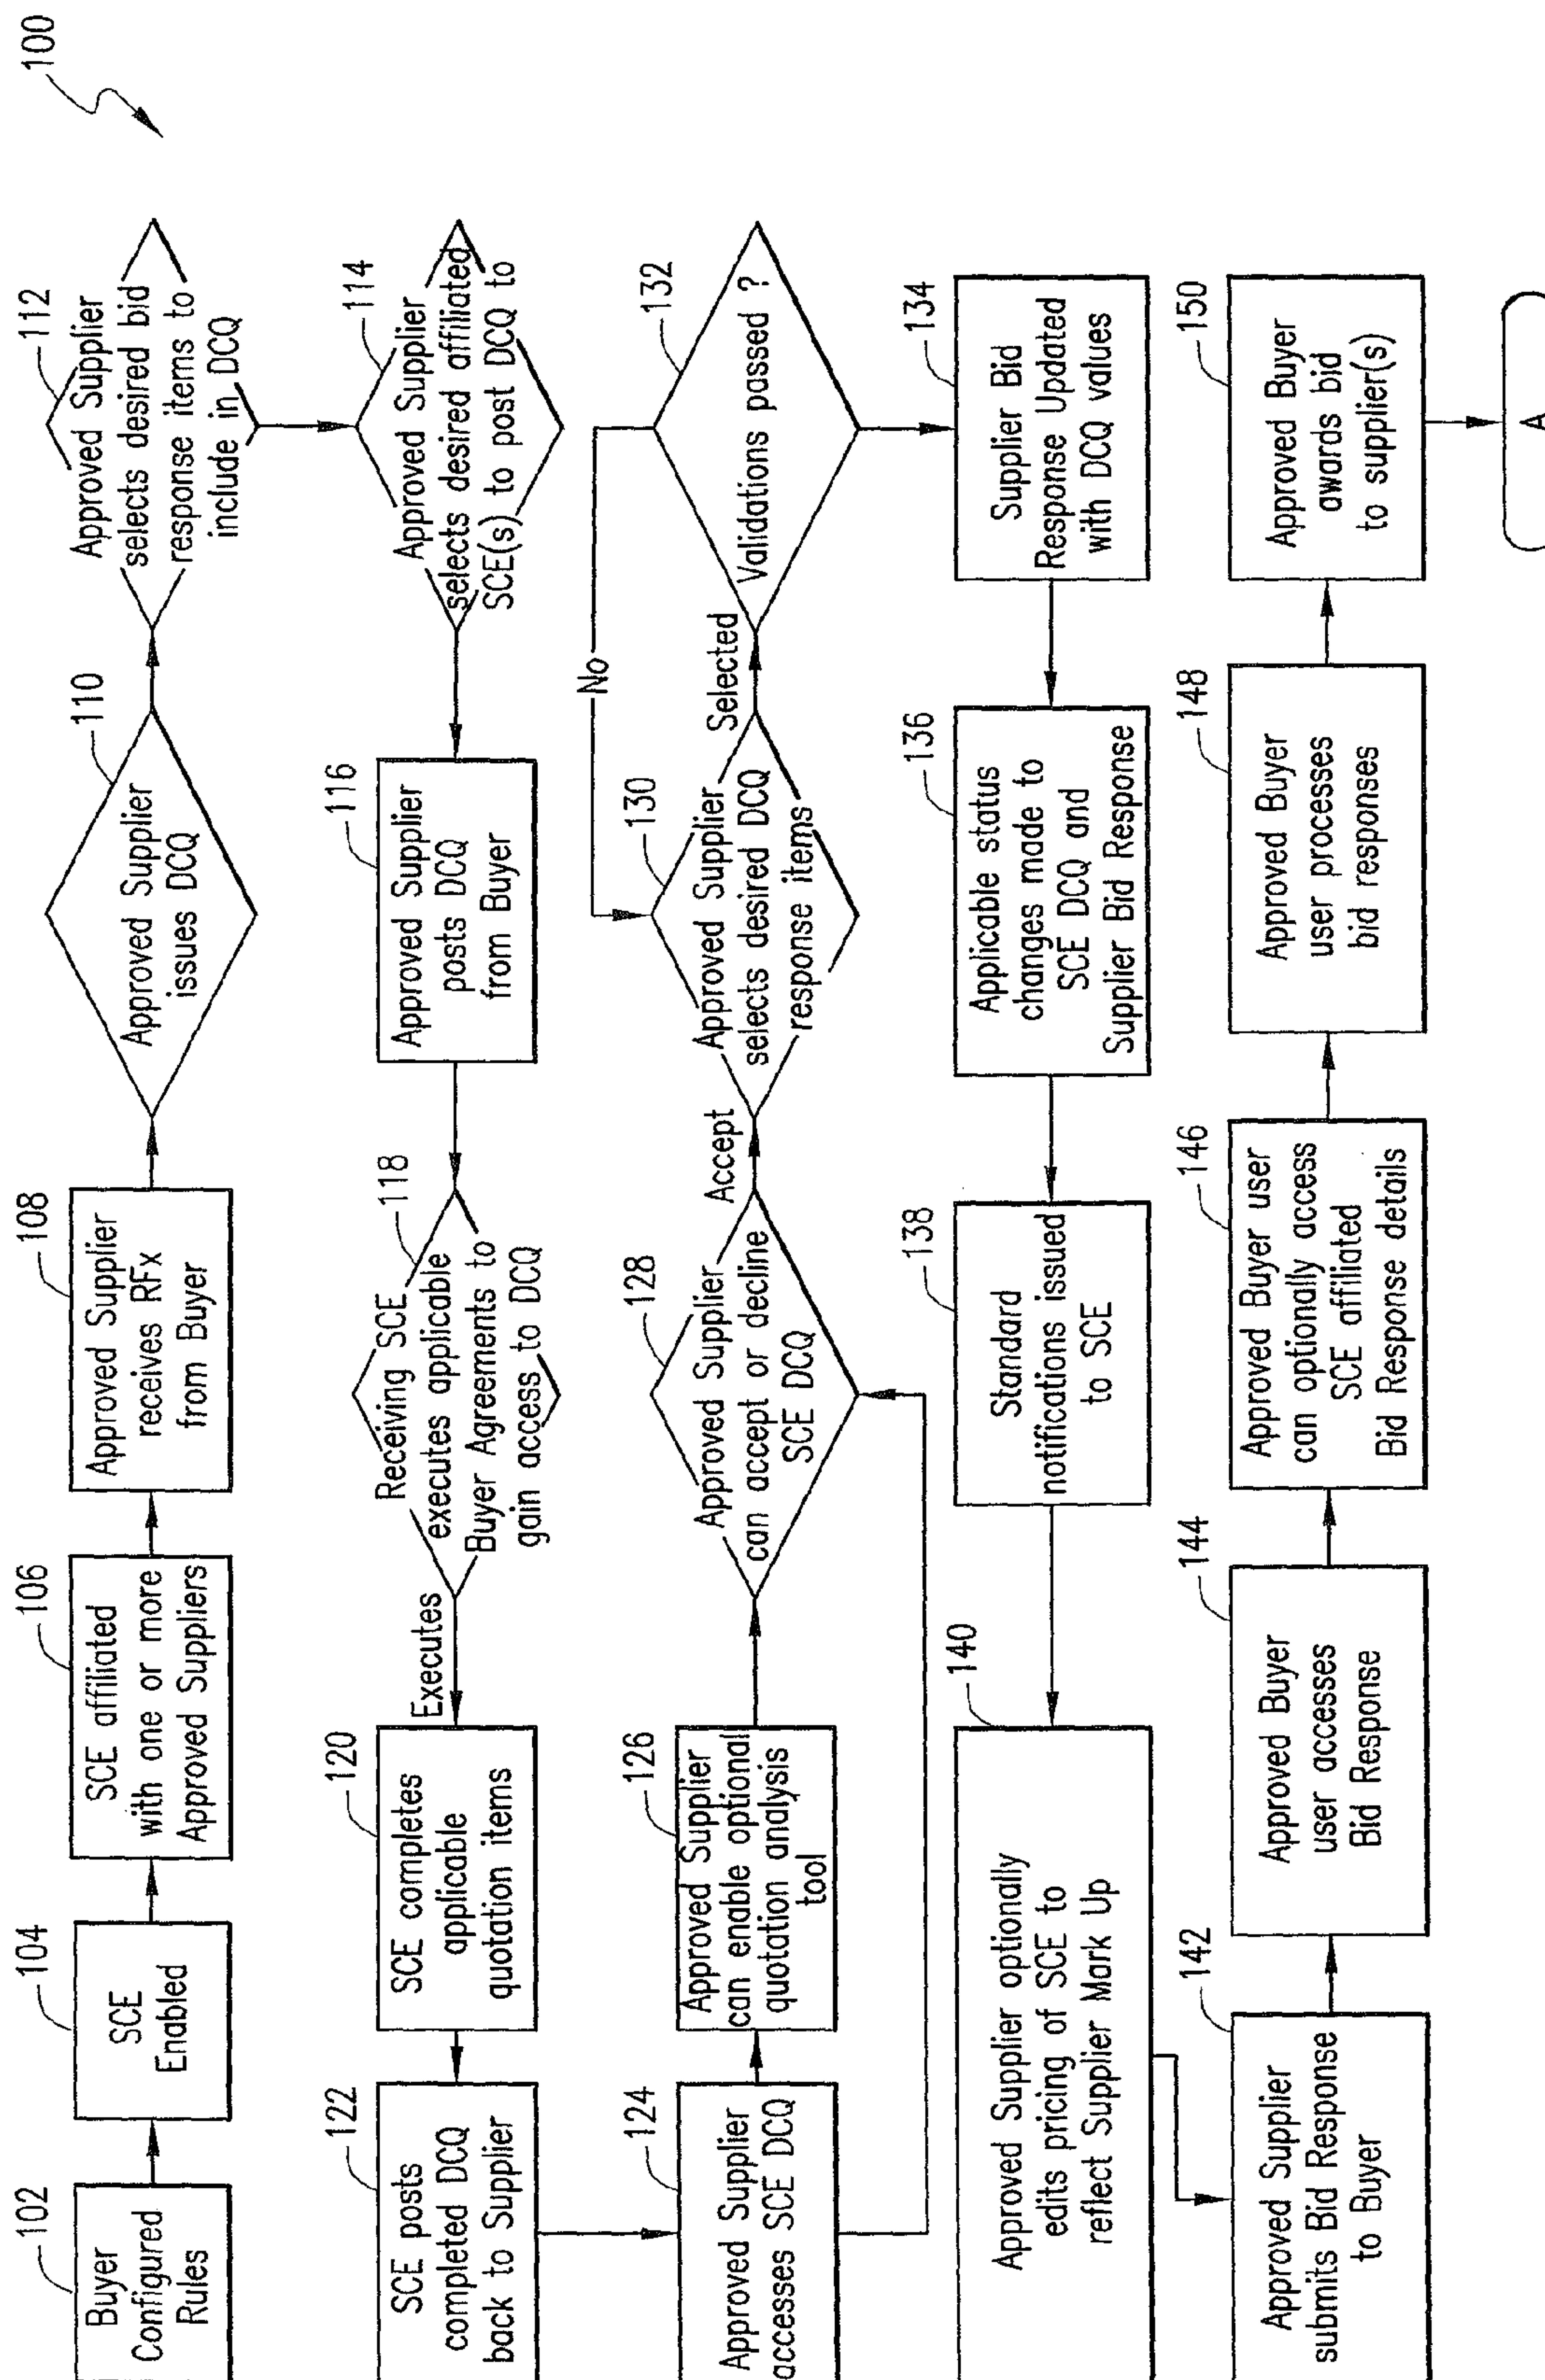 100
102
Buyer
Configured
Rules
104
SCE
Enabled
106
SCE affiliated
with one or more
Approved Suppliers
108
Approved Supplier
receives RFx
from Buyer
110
Approved Supplier
issues DCQ
112
Approved Supplier
selects desired bid
response items to
include in DCQ
114
Approved Supplier
selects desired affiliated
SCE(s) to post DCQ to
116
Approved Supplier
posts DCQ
from Buyer
118
Receiving SCE
executes applicable
Buyer Agreements to
gain access to DCQ
Executes
120
SCE completes
applicable
quotation items
122
SCE posts
completed DCQ
back to Supplier
124
Approved Supplier
accesses SCE DCQ
126
Approved Supplier
can enable optional
quotation analysis
tool
128
Approved Supplier
can accept or decline
SCE DCQ
Accept
130
Approved Supplier
selects desired DCQ
response items
Selected
132
Validations passed ?
No
134
Supplier Bid
Response Updated
with DCQ values
136
Applicable status
changes made to
SCE DCQ and
Supplier Bid Response
138
Standard
notifications issued
to SCE
140
Approved Supplier optionally
edits pricing of SCE to
reflect Supplier Mark Up
142
Approved Supplier
submits Bid Response
to Buyer
144
Approved Buyer
user accesses
Bid Response
146
Approved Buyer user
can optionally access
SCE affiliated
Bid Response details
148
Approved Buyer
user processes
bid responses
150
Approved Buyer
awards bid
to supplier(s)
A